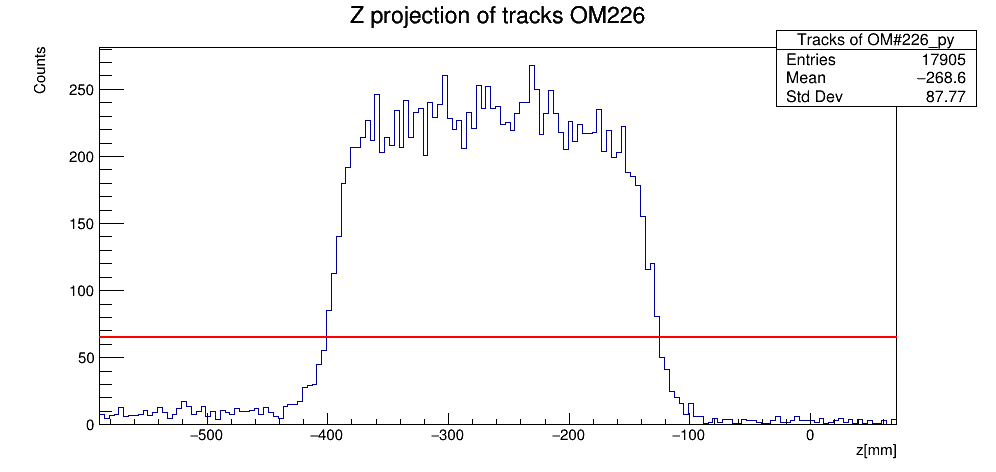 Z projection of tracks OM226
Tracks of OM#226_py
Entries 17905
Mean −268.6
Std Dev 87.77
Counts
250
200
150
100
50
0
−500 −400 −300 −200 −100 0
z[mm]